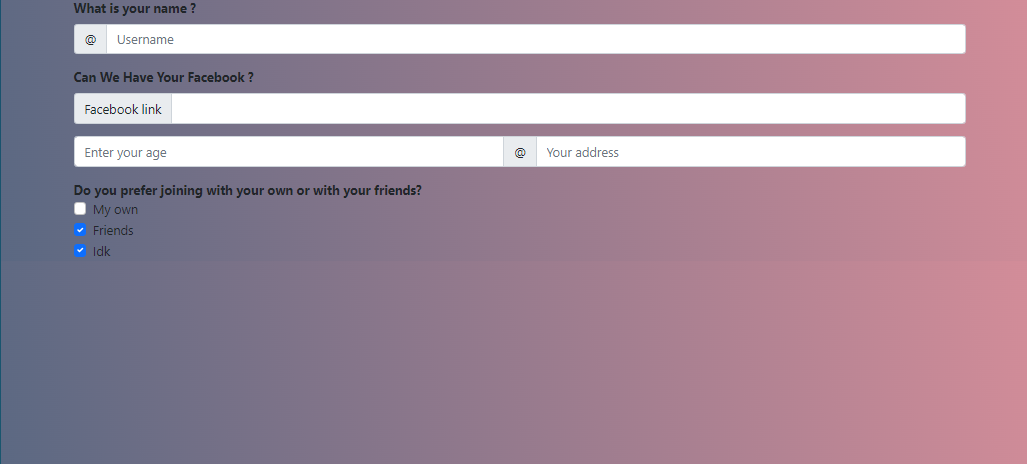 What is your name ?
@ Username
Can We Have Your Facebook ?
Facebook link
Enter your age @ Your address
Do you prefer joining with your own or with your friends?
My own
Friends
Idk